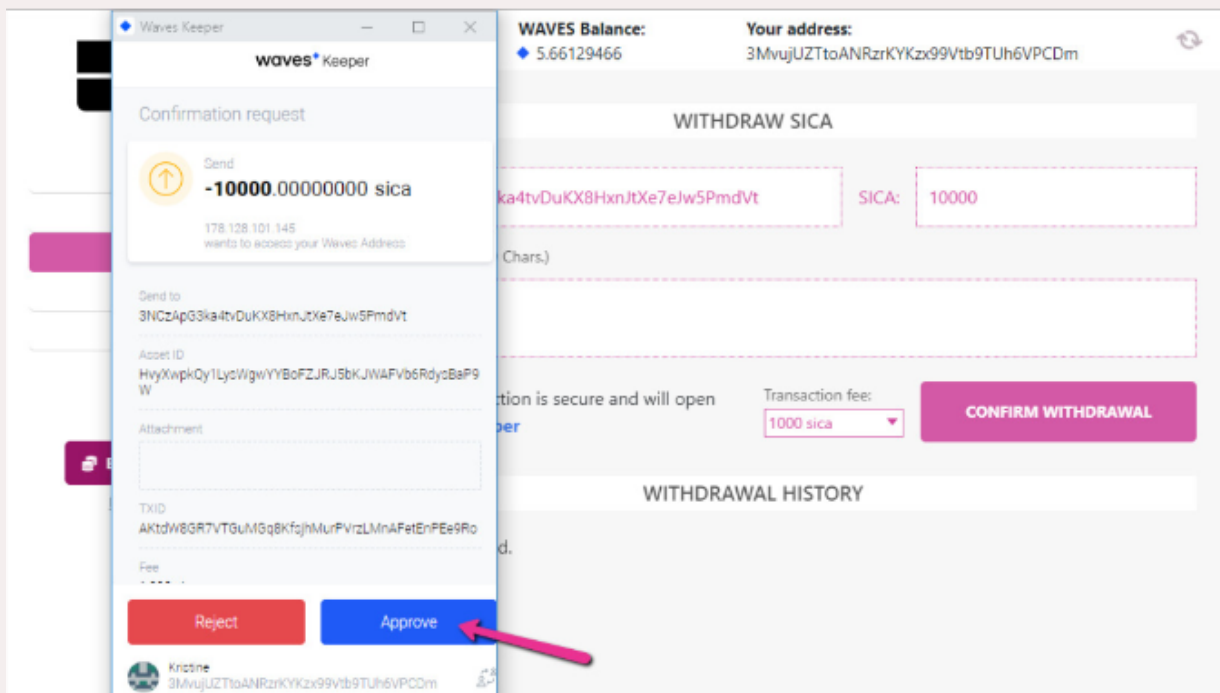 Waves Keeper
waves Keeper
Confirmation request
Send
-10000.00000000 sica
178.128.101.145
wants to access your Waves Address
Send to
3NCzApG3ka4tvDuKX8HxnJtXe7eJw5PmdVt
Asset ID
HvyXwpkQy1LysWgwYYBoFZJRJ5bKJWAFVb6RdysBaP9
W
Attachment
TXID
AKtdW8GR7VTGuMGq8KfsjhMurPVrzLMnAFetEnPEe9Ro
Fee
Reject
Approve
Kristine
3MvujUZTtoANRzrKYKzx99Vtb9TUh6VPCDm
WAVES Balance:
5.66129466
Your address:
3MvujUZTtoANRzrKYKzx99Vtb9TUh6VPCDm
WITHDRAW SICA
ka4tvDuKX8HxnJtXe7eJw5PmdVt
SICA:
10000
Chars.)
tion is secure and will open
per
Transaction fee:
1000 sica
CONFIRM WITHDRAWAL
WITHDRAWAL HISTORY
d.